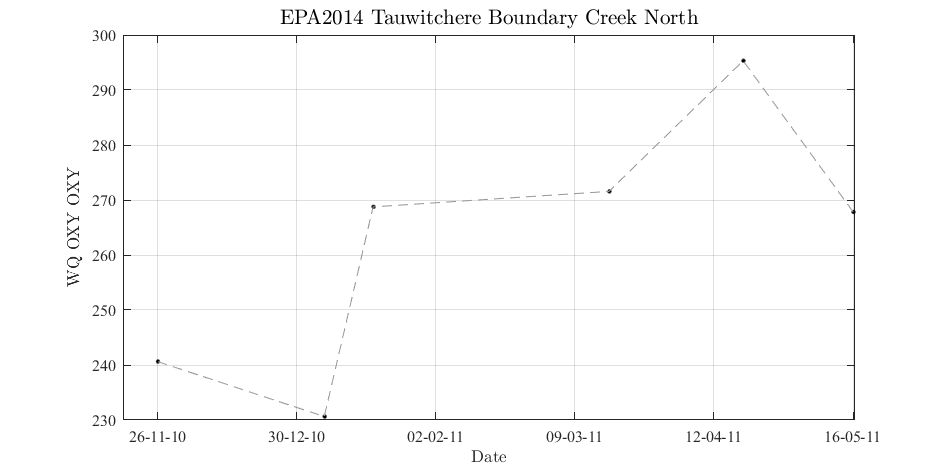 EPA2014 Tauwitchere Boundary Creek North
300
290
280
270
260
250
240
230
WQ OXY OXY
26-11-10 30-12-10 02-02-11 09-03-11 12-04-11 16-05-11
Date